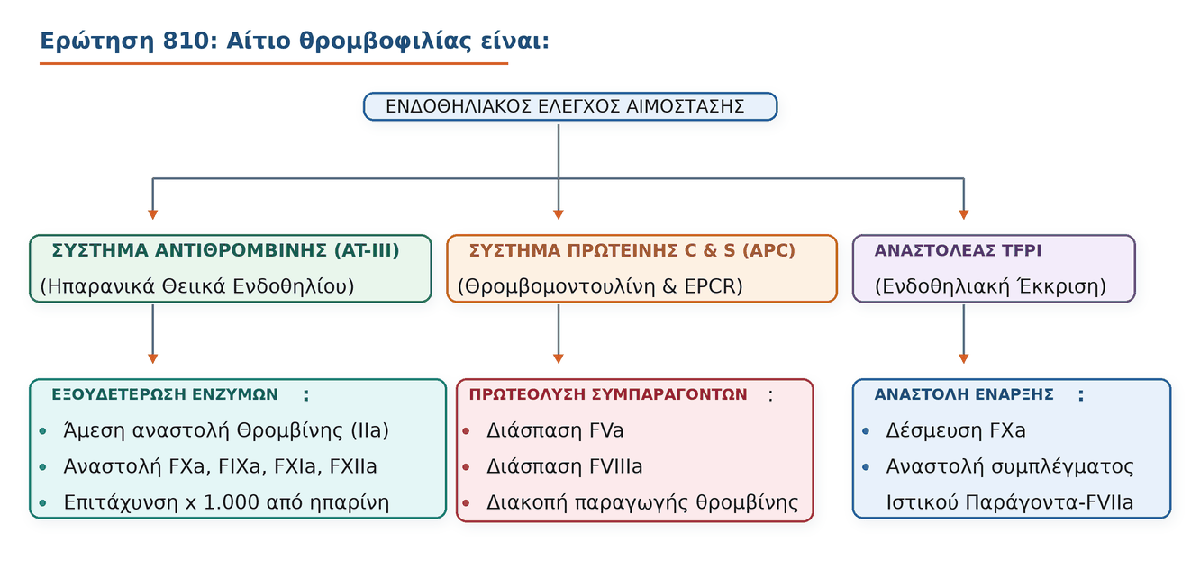 Ερώτηση 810: Αίτιο θρομβοφιλίας είναι:
ΕΝΔΟΘΗΛΙΑΚΟΣ ΕΛΕΓΧΟΣ ΑΙΜΟΣΤΑΣΗΣ
ΣΥΣΤΗΜΑ ΑΝΤΙΘΡΟΜΒΙΝΗΣ (AT-III)
(Ηπαρανικά Θειικά Ενδοθηλίου)
ΣΥΣΤΗΜΑ ΠΡΩΤΕΙΝΗΣ C & S (APC)
(Θρομβομοντουλίνη & EPCR)
ΑΝΑΣΤΟΛΕΑΣ TFPI
(Ενδοθηλιακή Έκκριση)
ΕΞΟΥΔΕΤΕΡΩΣΗ ΕΝΖΥΜΩΝ :
• Άμεση αναστολή Θρομβίνης (IIa)
• Αναστολή FXa, FIXa, FXIa, FXIIa
• Επιτάχυνση x 1.000 από ηπαρίνη
ΠΡΩΤΕΟΛΥΣΗ ΣΥΜΠΑΡΑΓΟΝΤΩΝ :
• Διάσπαση FVa
• Διάσπαση FVIIIa
• Διακοπή παραγωγής θρομβίνης
ΑΝΑΣΤΟΛΗ ΕΝΑΡΞΗΣ :
• Δέσμευση FXa
• Αναστολή συμπλέγματος
Ιστικού Παράγοντα-FVIIa